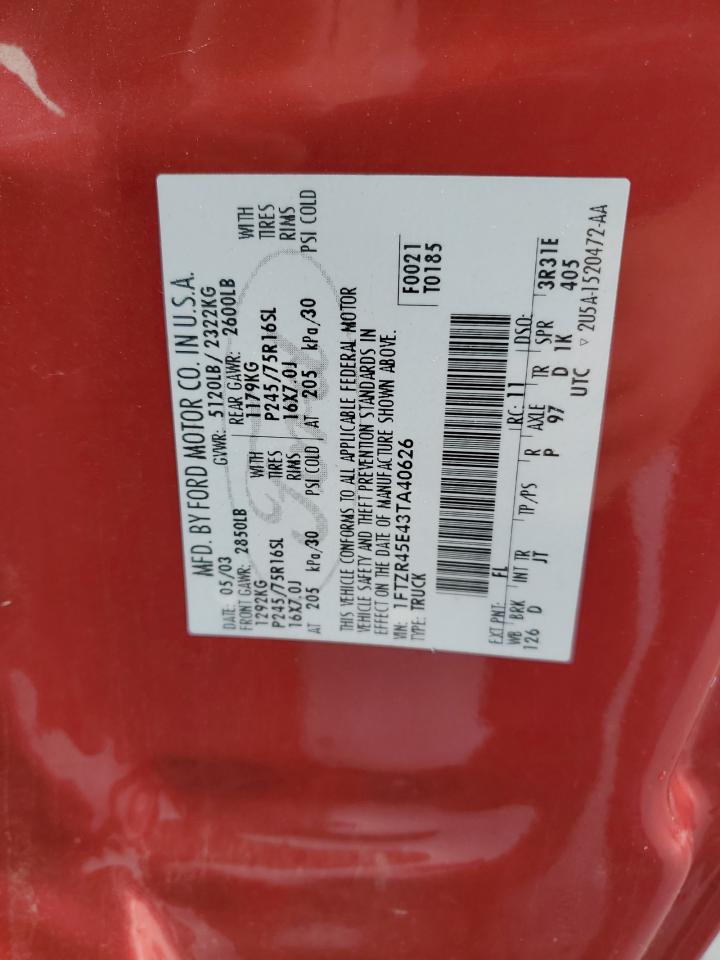 MFD. BY FORD MOTOR CO. IN U.S.A.
DATE: 05/03 GVWR: 5120LB/2322KG
FRONT GAWR: 2850LB REAR GAWR: 2600LB
1292KG WITH 1179KG WITH
P245/75R16SL TIRES P245/75R16SL TIRES
16X7.0J RIMS 16X7.0J RIMS
AT 205 kPa/30 PSI COLD AT 205 kPa/30 PSI COLD
THIS VEHICLE CONFORMS TO ALL APPLICABLE FEDERAL MOTOR
VEHICLE SAFETY AND THEFT PREVENTION STANDARDS IN
EFFECT ON THE DATE OF MANUFACTURE SHOWN ABOVE.
VIN: 1FTZR45E43TA40626
TYPE: TRUCK
F0021
T0185
EXT PNT: FL RC: 11 DSO:
WB BRK INT TR TP/PS R AXLE TR SPR 3R31E
126 D JT P 97 D 1K 405
UTC ▽ 2U5A-1520472-AA
Ford